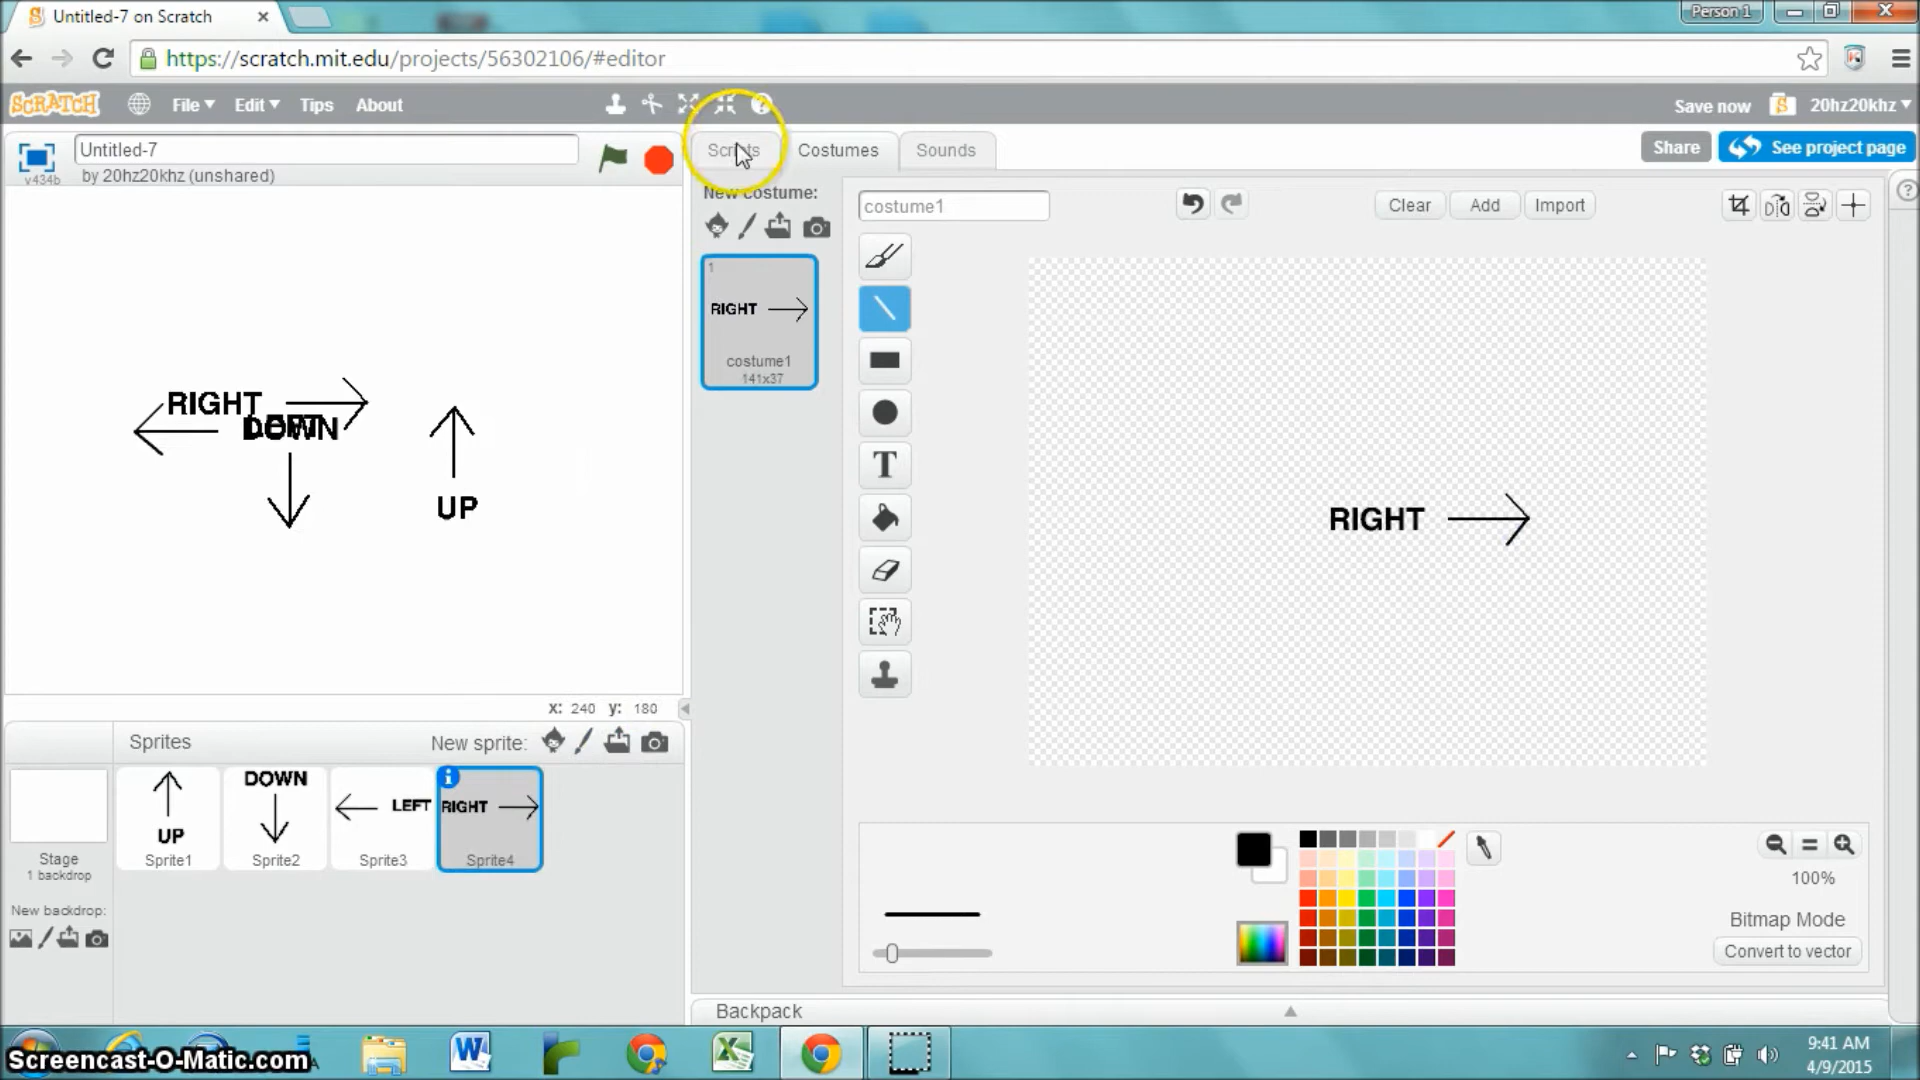 Untitled-7 on Scratch
Person 1
https://scratch.mit.edu/projects/56302106/#editor
SCRATCH
File
Edit
Tips
About
Save now
20hz20khz
Untitled-7
v434b
by 20hz20khz (unshared)
Scripts
Costumes
Sounds
Share
See project page
New costume:
costume1
Clear
Add
Import
1
RIGHT
costume1
141x37
RIGHT
DOWN
UP
RIGHT
x: 240 y: 180
Sprites
New sprite:
Stage
1 backdrop
New backdrop:
UP
Sprite1
DOWN
Sprite2
LEFT
Sprite3
RIGHT
Sprite4
100%
Bitmap Mode
Convert to vector
Backpack
Screencast-O-Matic.com
9:41 AM
4/9/2015